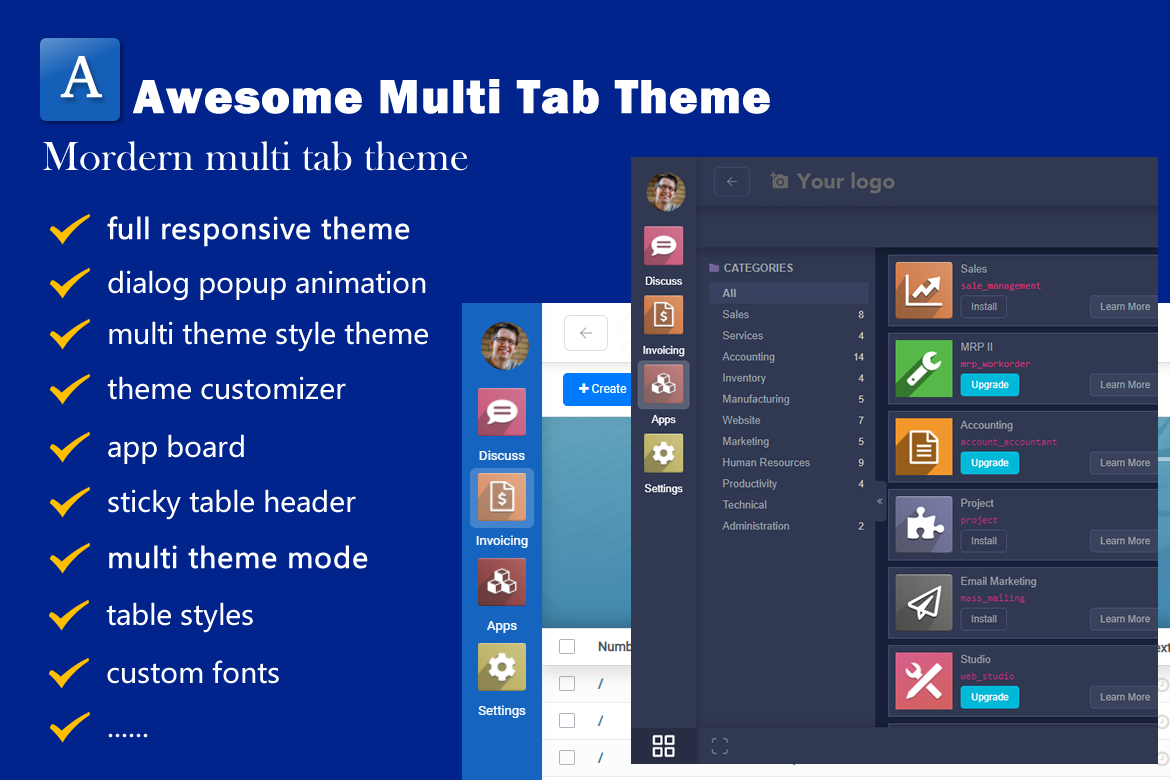 A
Awesome Multi Tab Theme
Mordern multi tab theme
full responsive theme
dialog popup animation
multi theme style theme
theme customizer
app board
sticky table header
multi theme mode
table styles
custom fonts
......
Discuss
Invoicing
Apps
Settings
+ Create
Numb
/
/
/
Discuss
Invoicing
Apps
Settings
Your logo
CATEGORIES
All
Sales 8
Services 4
Accounting 14
Inventory 4
Manufacturing 5
Website 7
Marketing 5
Human Resources 9
Productivity 4
Technical
Administration 2
Sales
sale_management
Install Learn More
MRP II
mrp_workorder
Upgrade Learn More
Accounting
account_accountant
Upgrade Learn More
Project
project
Install Learn More
Email Marketing
mass_mailing
Install Learn More
Studio
web_studio
Upgrade Learn More
ext